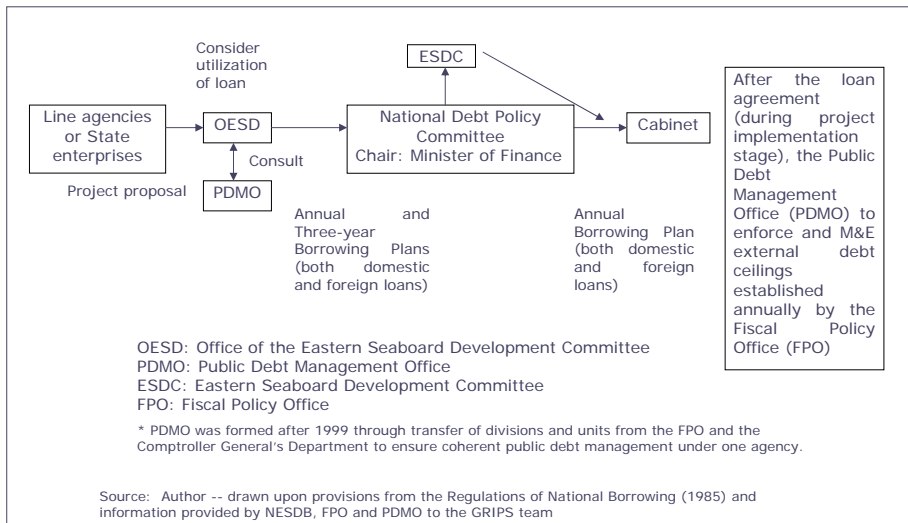 Consider
utilization
of loan
ESDC
Line agencies
or State
enterprises
OESD
National Debt Policy
Committee
Chair: Minister of Finance
Cabinet
Consult
Project proposal
PDMO
Annual and
Three-year
Borrowing Plans
(both domestic
and foreign loans)
Annual
Borrowing Plan
(both domestic
and foreign
loans)
After the loan
agreement
(during project
implementation
stage), the Public
Debt
Management
Office (PDMO) to
enforce and M&E
external debt
ceilings
established
annually by the
Fiscal Policy
Office (FPO)
OESD: Office of the Eastern Seaboard Development Committee
PDMO: Public Debt Management Office
ESDC: Eastern Seaboard Development Committee
FPO: Fiscal Policy Office
* PDMO was formed after 1999 through transfer of divisions and units from the FPO and the
Comptroller General's Department to ensure coherent public debt management under one agency.
Source: Author -- drawn upon provisions from the Regulations of National Borrowing (1985) and
information provided by NESDB, FPO and PDMO to the GRIPS team